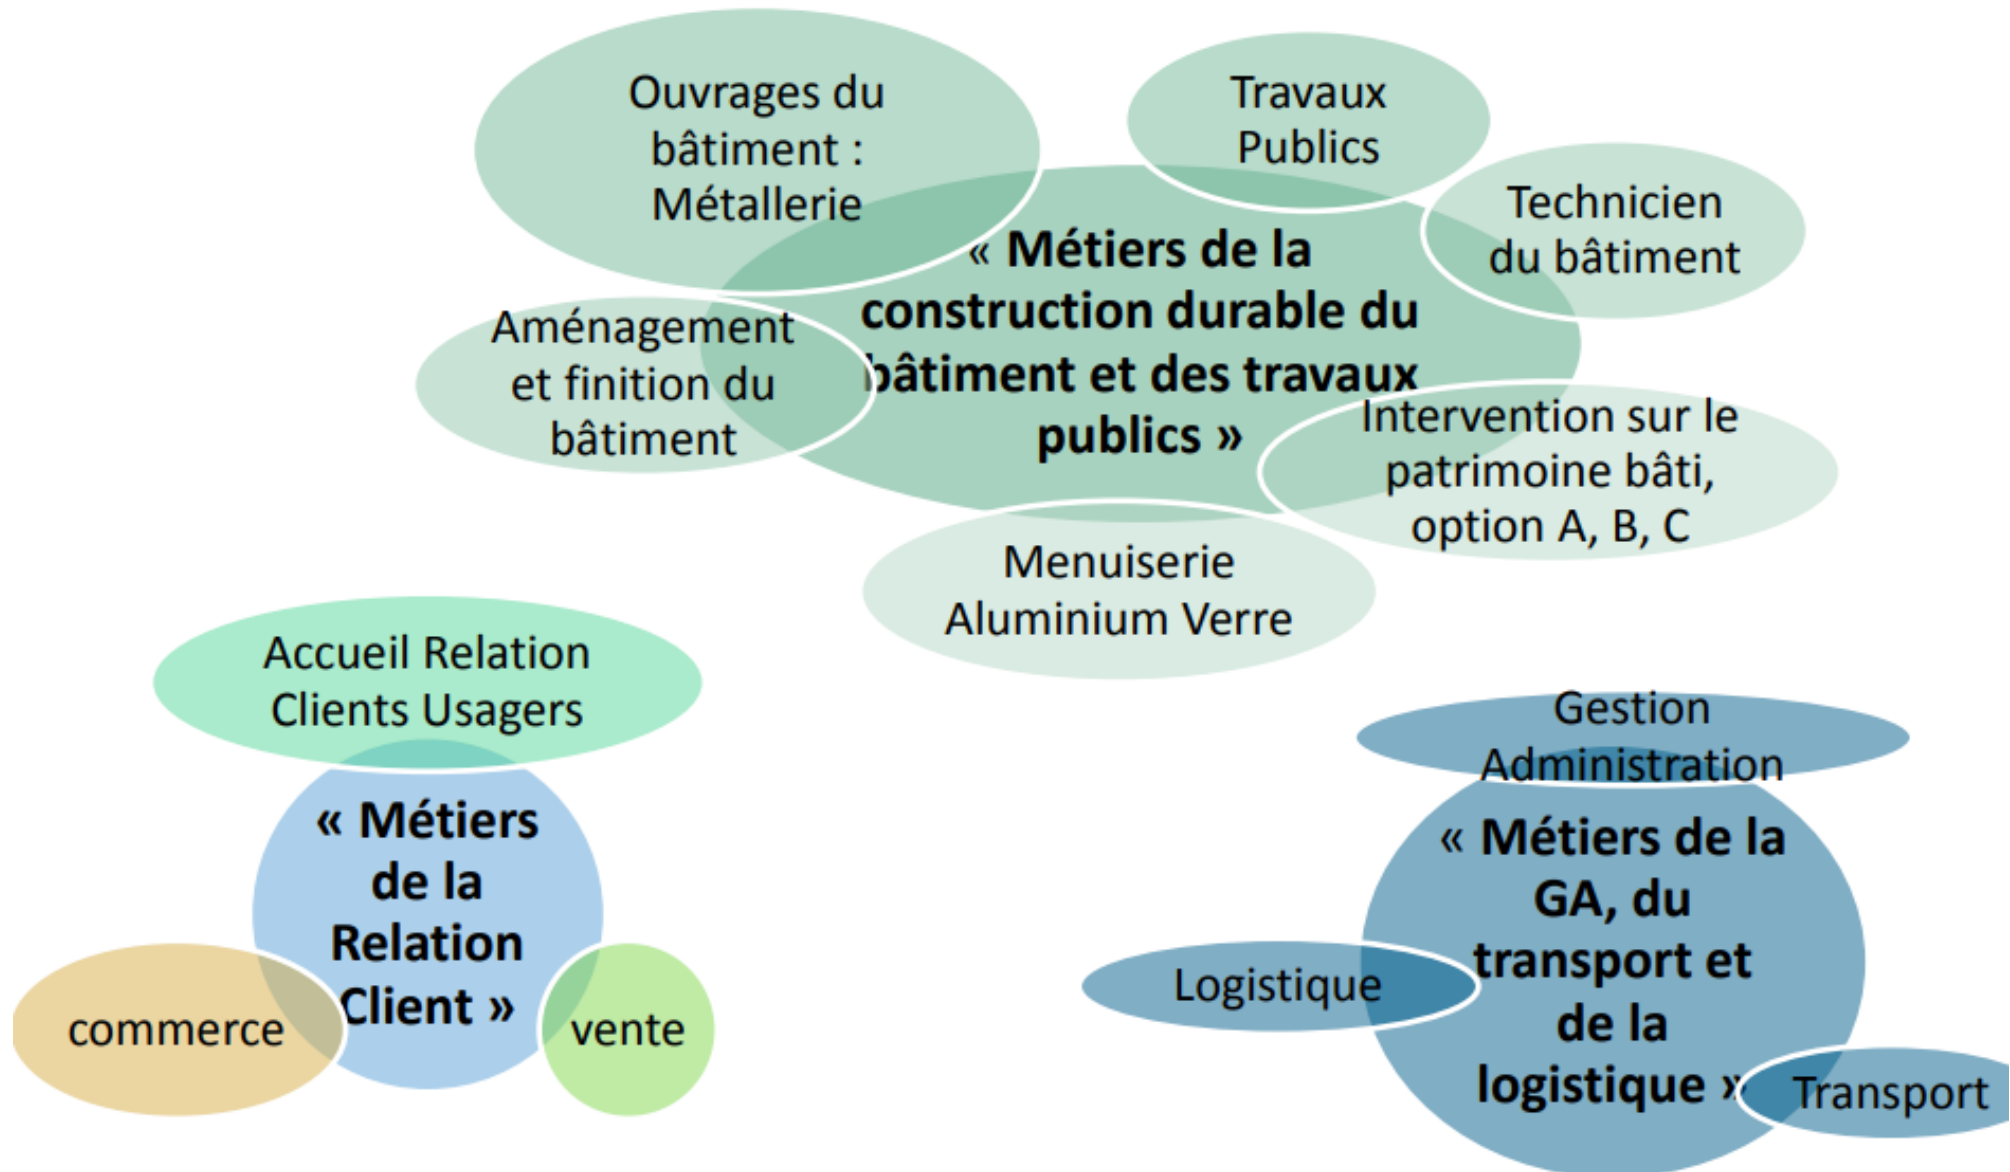 Ouvrages du
bâtiment :
Métallerie
Travaux
Publics
Technicien
du bâtiment
« Métiers de la
construction durable du
bâtiment et des travaux
publics »
Aménagement
et finition du
bâtiment
Intervention sur le
patrimoine bâti,
option A, B, C
Menuiserie
Aluminium Verre
Accueil Relation
Clients Usagers
« Métiers
de la
Relation
Client »
commerce
vente
Gestion
Administration
« Métiers de la
GA, du
transport et
de la
logistique »
Logistique
Transport